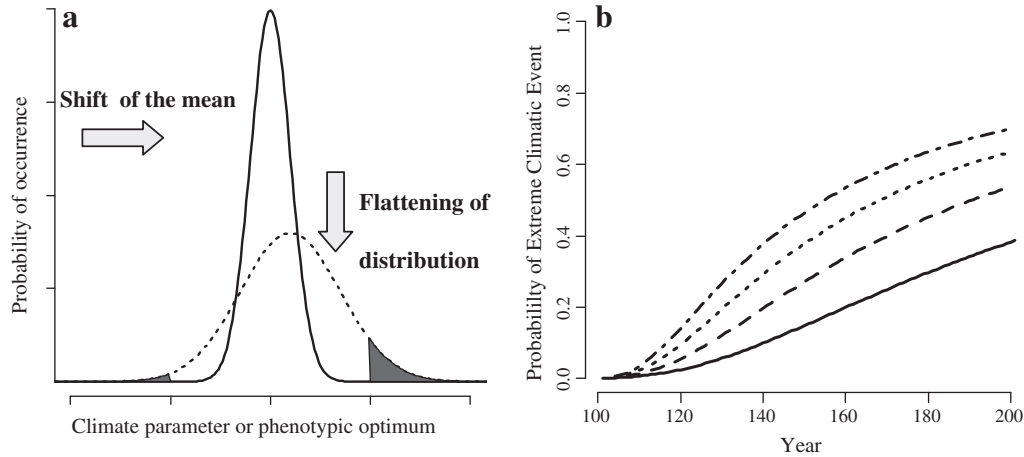 a
Shift of the mean
Flattening of
distribution
Probability of occurrence
Climate parameter or phenotypic optimum
b
Probabililty of Extreme Climatic Event
0.0
0.2
0.4
0.6
0.8
1.0
100
120
140
160
180
200
Year